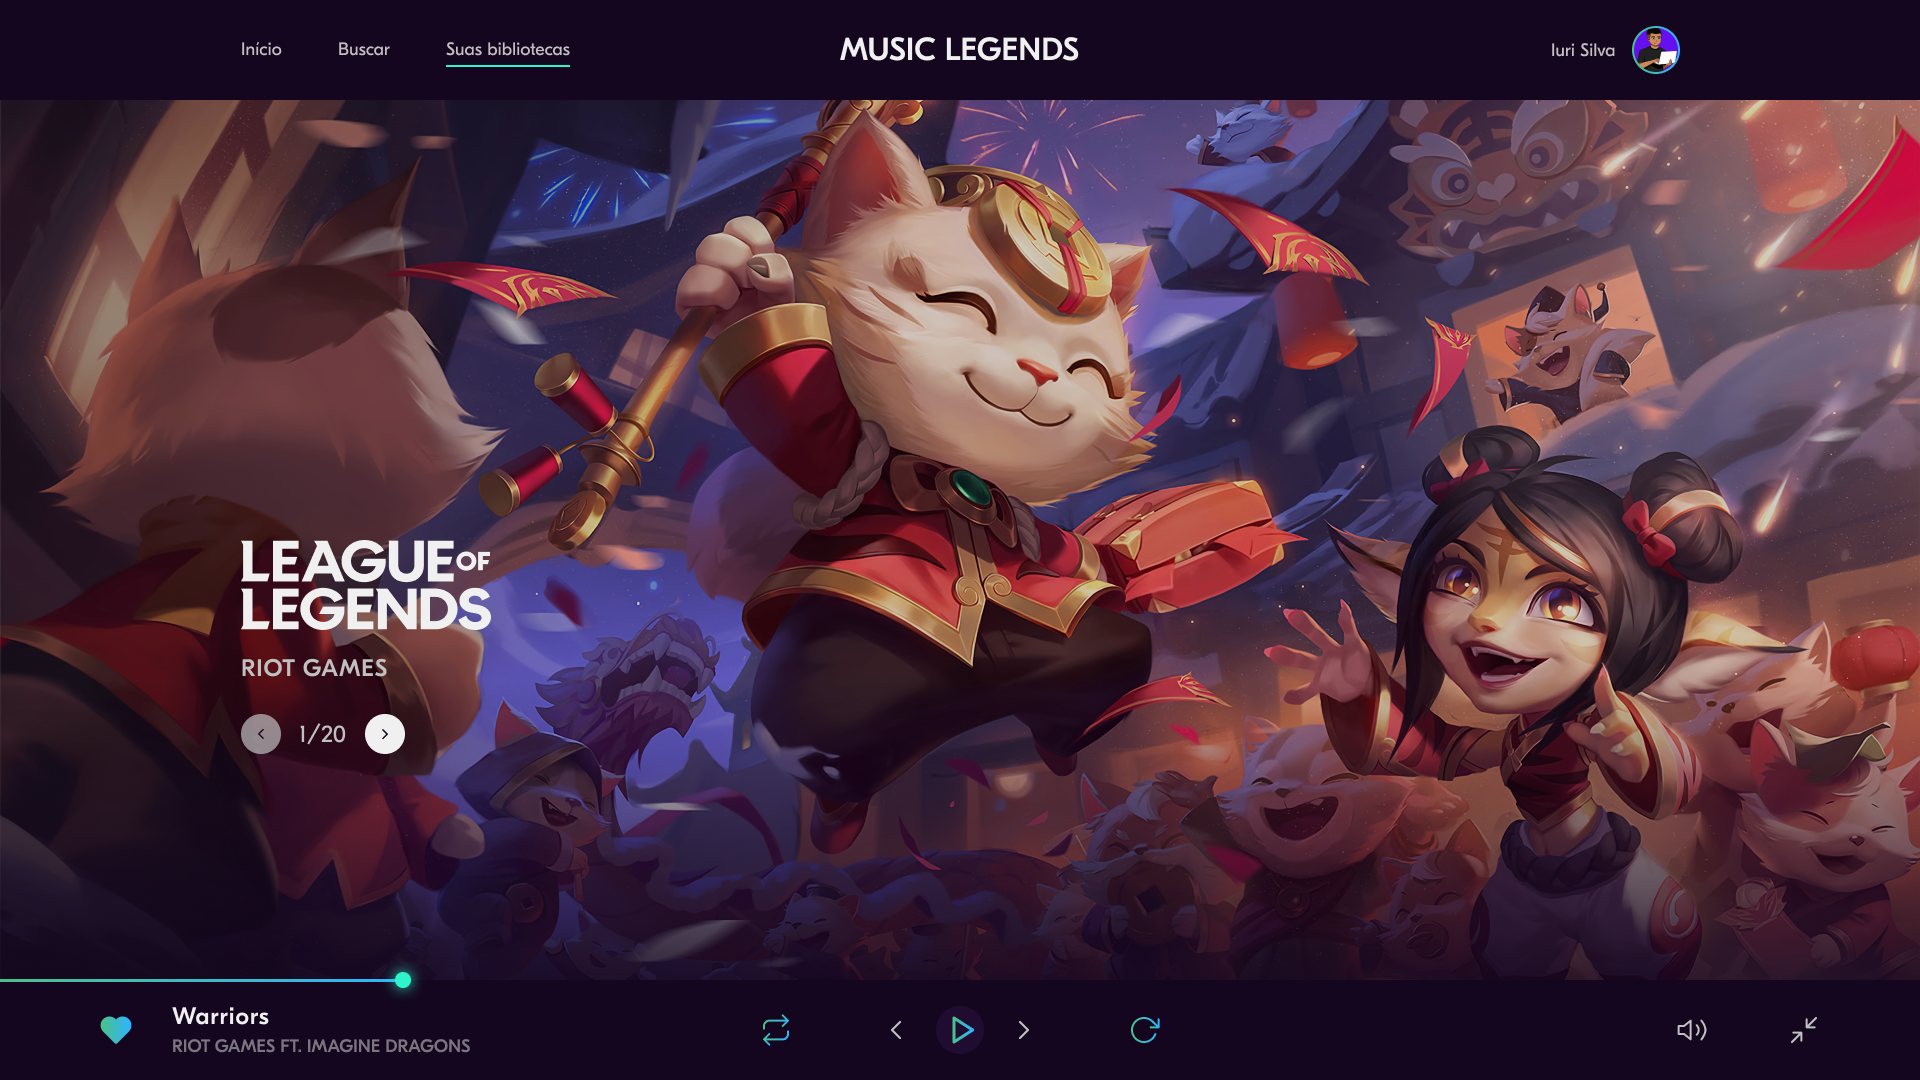 Início
Buscar
Suas bibliotecas
MUSIC LEGENDS
Iuri Silva
LEAGUE OF
LEGENDS
RIOT GAMES
1/20
Warriors
RIOT GAMES FT. IMAGINE DRAGONS